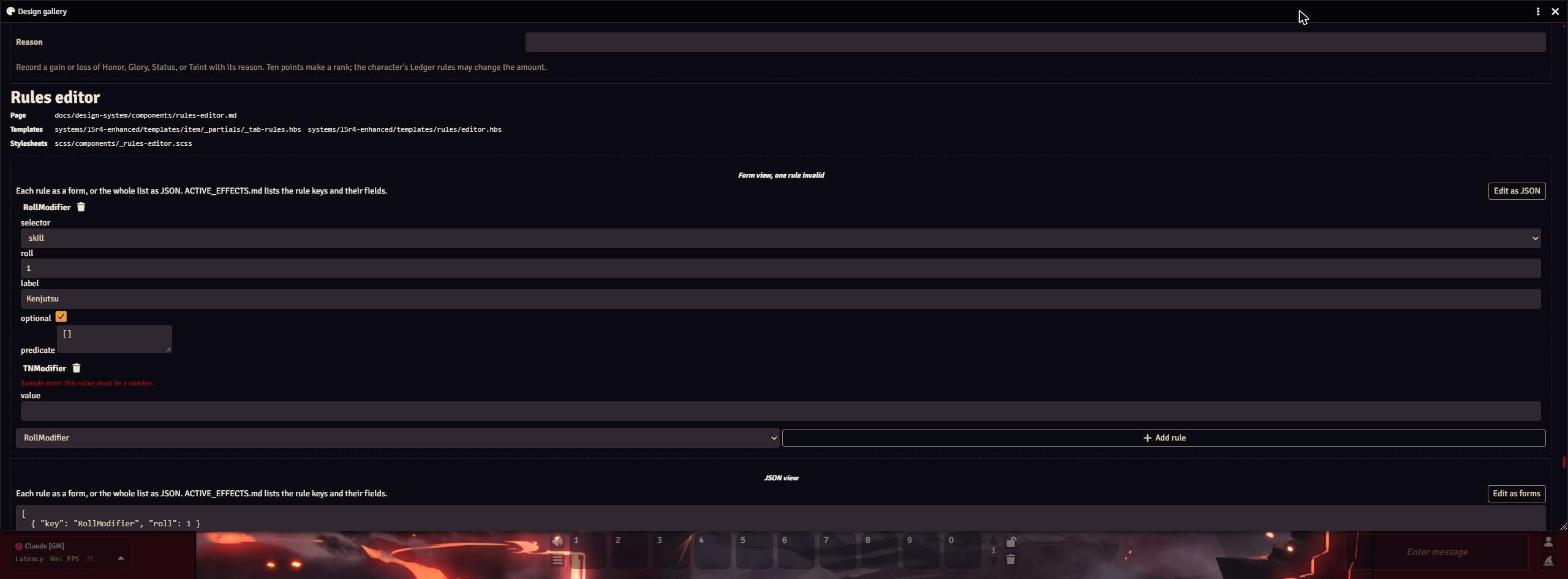 Design gallery
Reason
Record a gain or loss of Honor, Glory, Status, or Taint with its reason. Ten points make a rank; the character's Ledger rules may change the amount.
Rules editor
Page docs/design-system/components/rules-editor.md
Templates systems/l5r4-enhanced/templates/item/_partials/_tab-rules.hbs systems/l5r4-enhanced/templates/rules/editor.hbs
Stylesheets scss/components/_rules-editor.scss
Form view, one rule invalid
Each rule as a form, or the whole list as JSON. ACTIVE_EFFECTS.md lists the rule keys and their fields. Edit as JSON
RollModifier
selector
skill
roll
1
label
Kenjutsu
optional
predicate []
TNModifier
Sample error: this value must be a number.
value
RollModifier + Add rule
JSON view
Each rule as a form, or the whole list as JSON. ACTIVE_EFFECTS.md lists the rule keys and their fields. Edit as forms
[
{ "key": "RollModifier", "roll": 1 }
Claude [GM]
Latency 0ms FPS 25
1 2 3 4 5 6 7 8 9 0 1
Enter message